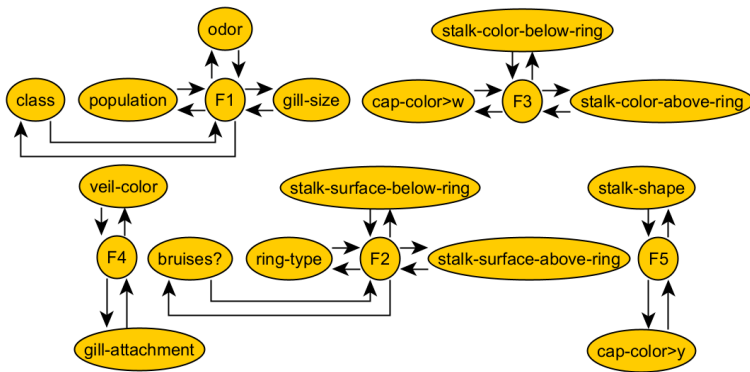 odor
stalk-color-below-ring
class
population
F1
gill-size
cap-color>w
F3
stalk-color-above-ring
veil-color
stalk-surface-below-ring
stalk-shape
F4
bruises?
ring-type
F2
stalk-surface-above-ring
F5
gill-attachment
cap-color>y